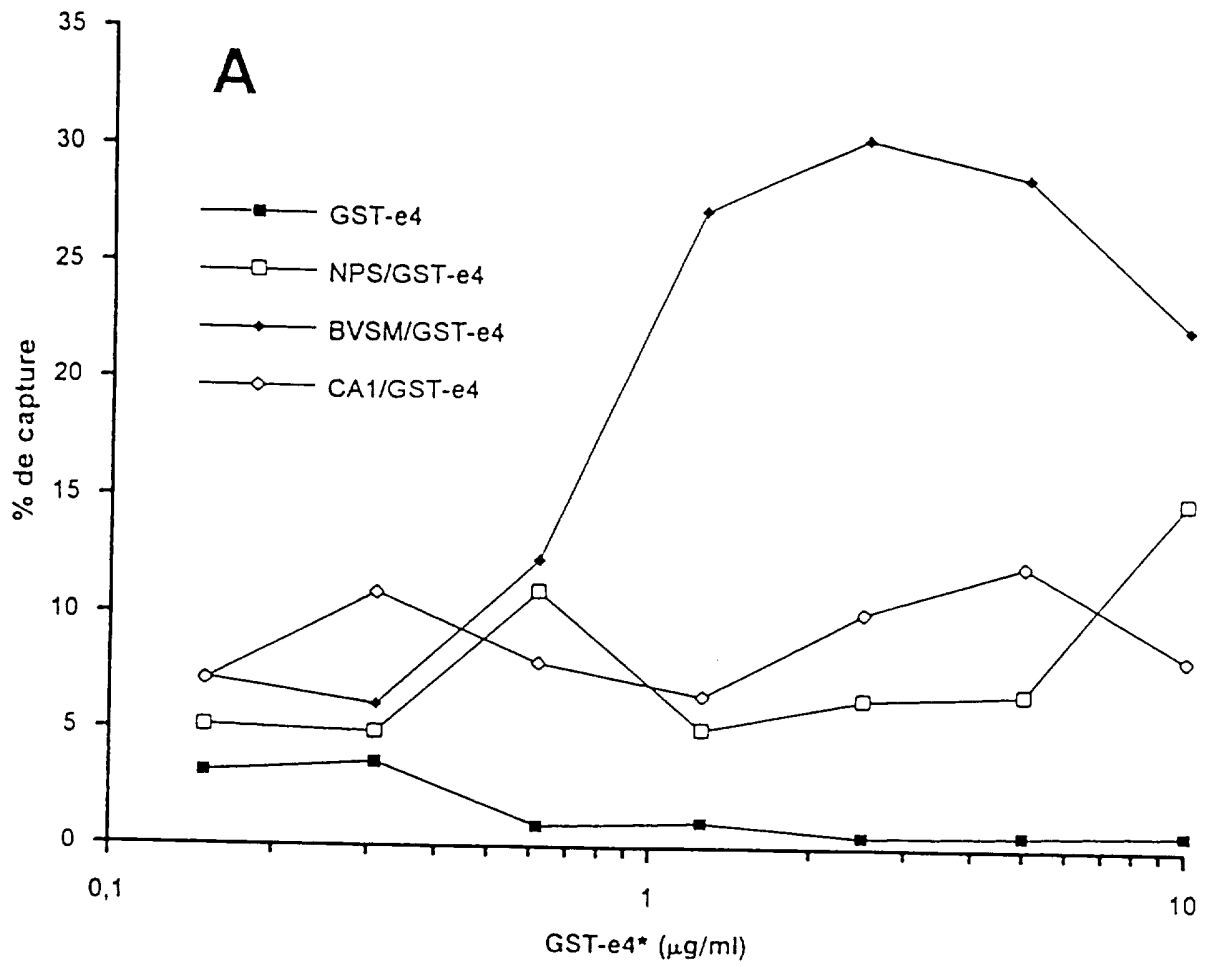 A
35
30
25
20
15
10
5
0
% de capture
GST-e4
NPS/GST-e4
BVSM/GST-e4
CA1/GST-e4
0,1
1
10
GST-e4* (μg/ml)